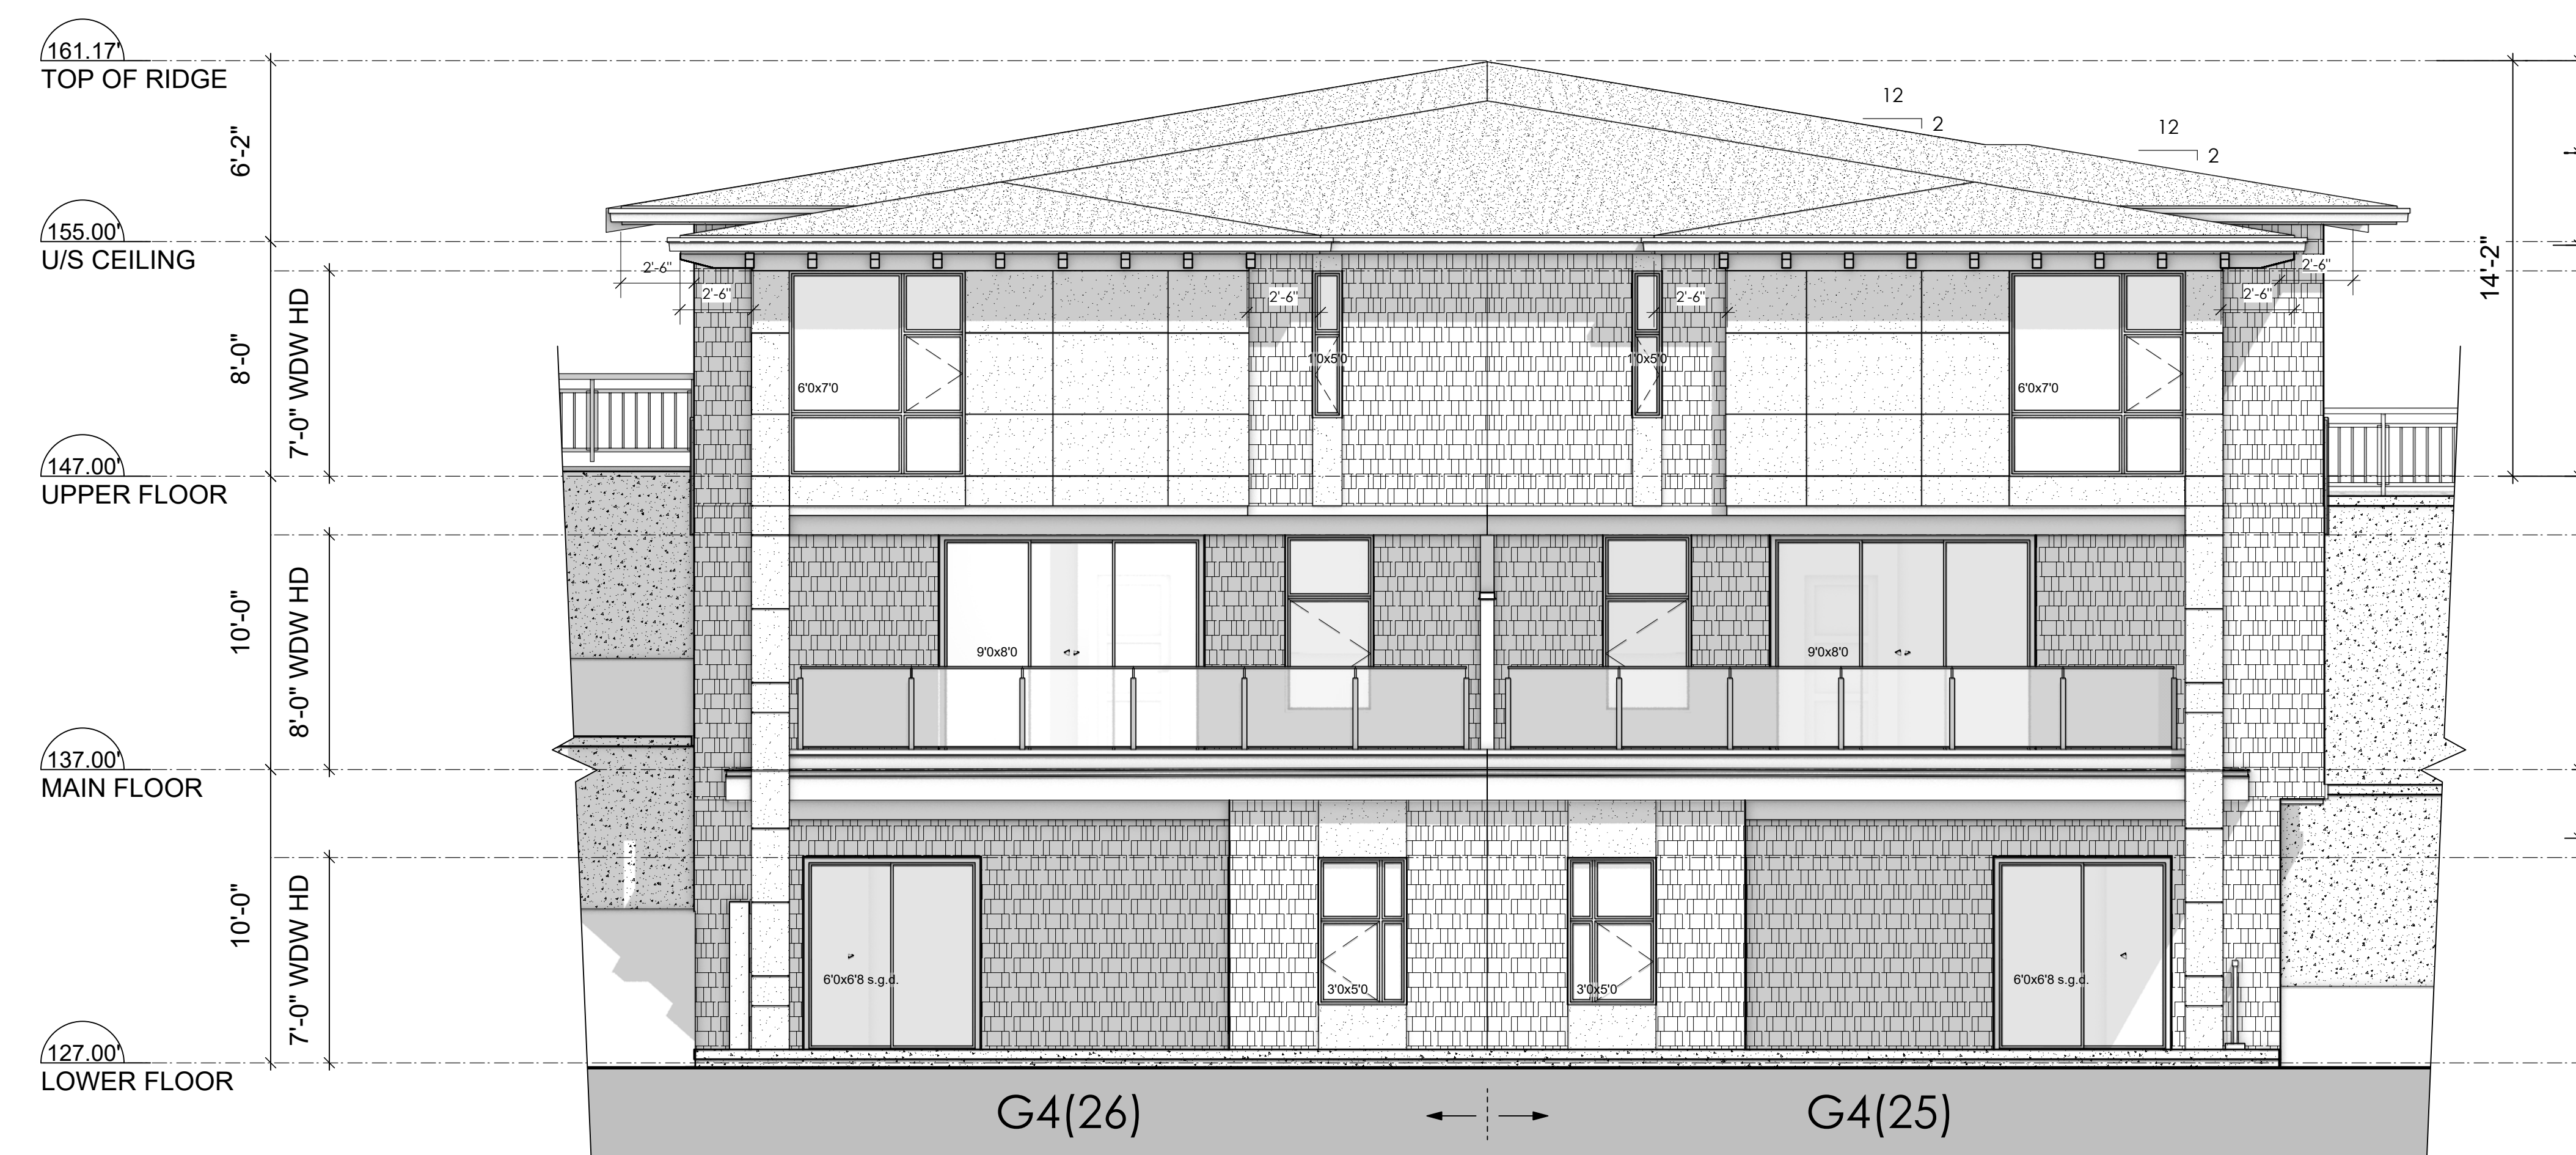 161.17'
TOP OF RIDGE
12
2
12
2
6'-2"
155.00'
U/S CEILING
14'-2"
2'-6"
2'-6"
2'-6"
2'-6"
2'-6"
2'-6"
8'-0"
7'-0" WDW HD
6'0x7'0
1'0x5'0
1'0x5'0
6'0x7'0
147.00'
UPPER FLOOR
10'-0"
8'-0" WDW HD
9'0x8'0
9'0x8'0
137.00'
MAIN FLOOR
10'-0"
7'-0" WDW HD
6'0x6'8 s.g.d.
3'0x5'0
3'0x5'0
6'0x6'8 s.g.d.
127.00'
LOWER FLOOR
G4(26)
G4(25)